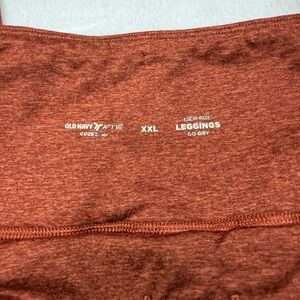 OLD NAVY ACTIVE
XXL
HIGH-RISE
LEGGINGS
GO-DRY